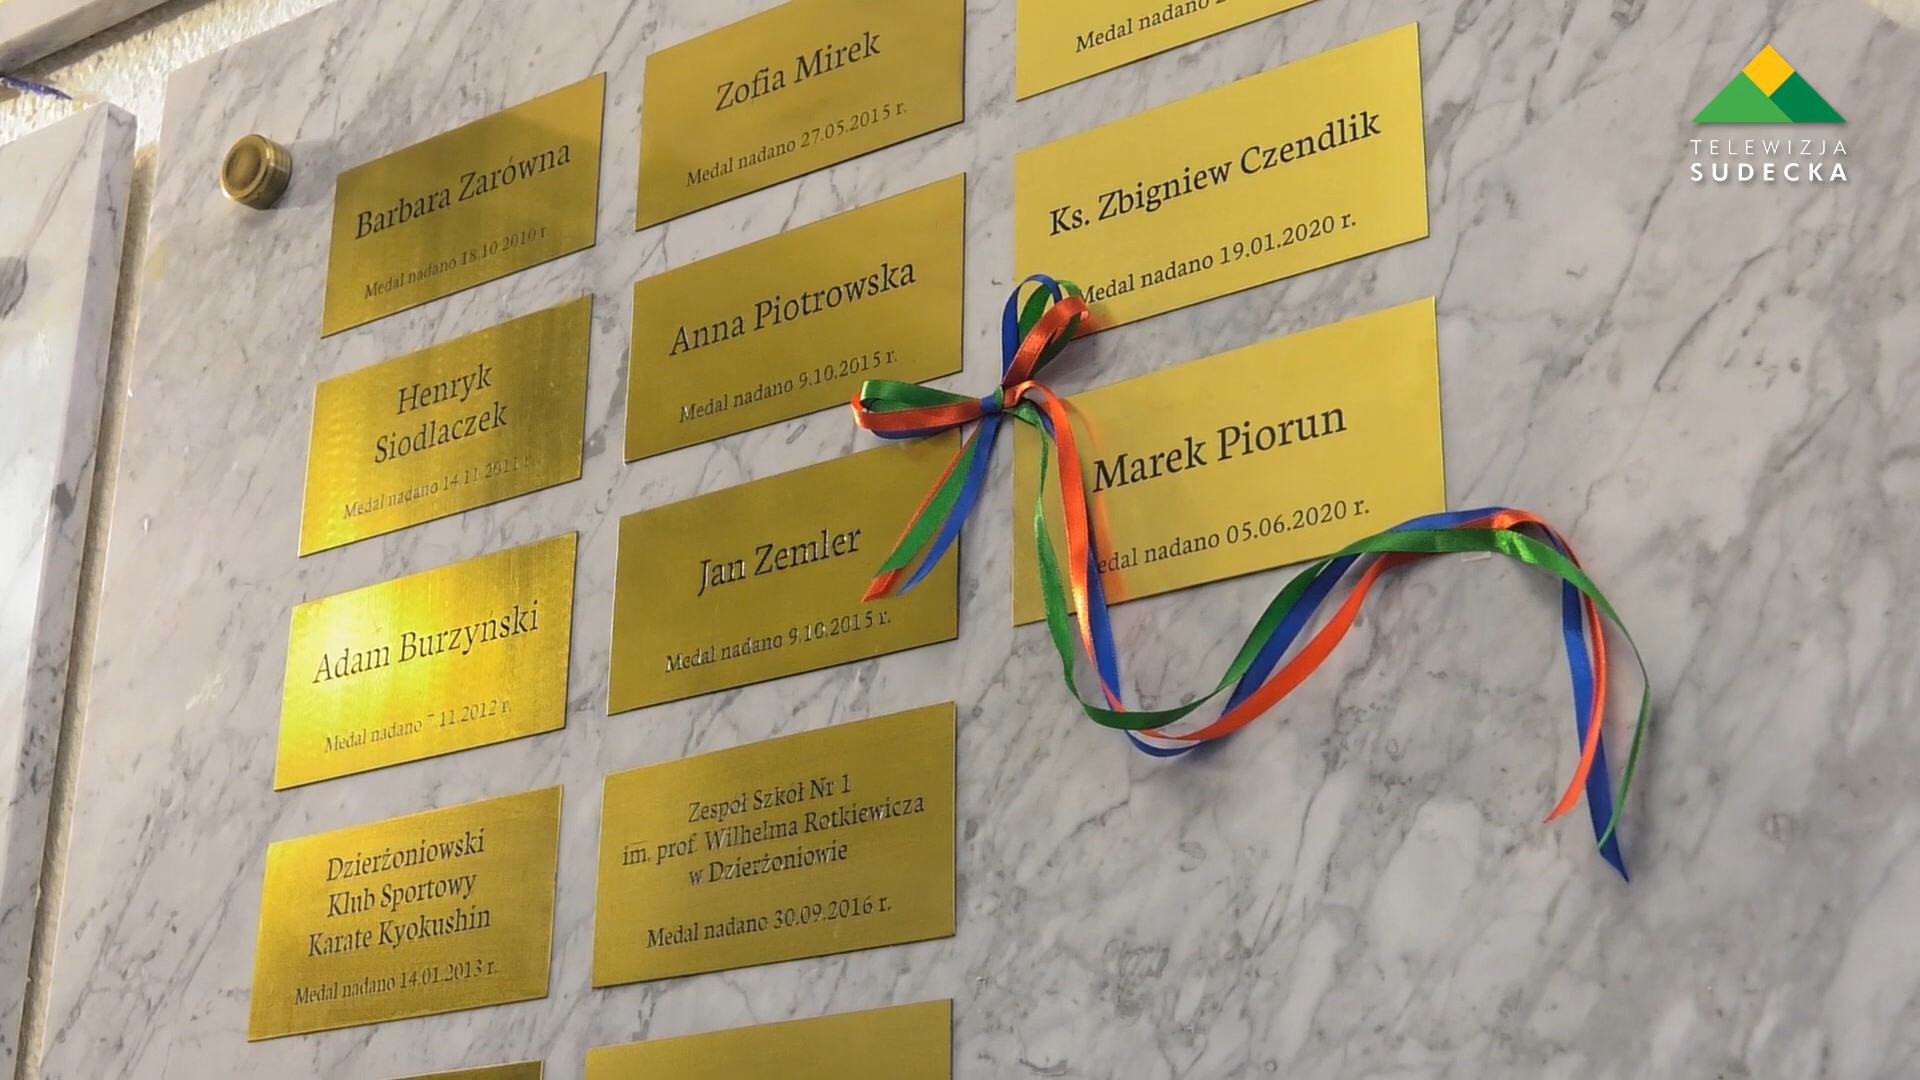 Barbara Zarówna
Medal nadano 18.10.2010 r.
Henryk
Siodlaczek
Medal nadano 14.11.2011 r.
Adam Burzyński
Medal nadano 7.11.2012 r.
Dzierżoniowski
Klub Sportowy
Karate Kyokushin
Medal nadano 14.01.2013 r.
Zofia Mirek
Medal nadano 27.05.2015 r.
Anna Piotrowska
Medal nadano 9.10.2015 r.
Jan Zemler
Medal nadano 9.10.2015 r.
Zespół Szkół Nr 1
im. prof. Wilhelma Rotkiewicza
w Dzierżoniowie
Medal nadano 30.09.2016 r.
Medal nadano
Ks. Zbigniew Czendlik
Medal nadano 19.01.2020 r.
Marek Piorun
edal nadano 05.06.2020 r.
TELEWIZJA
SUDECKA